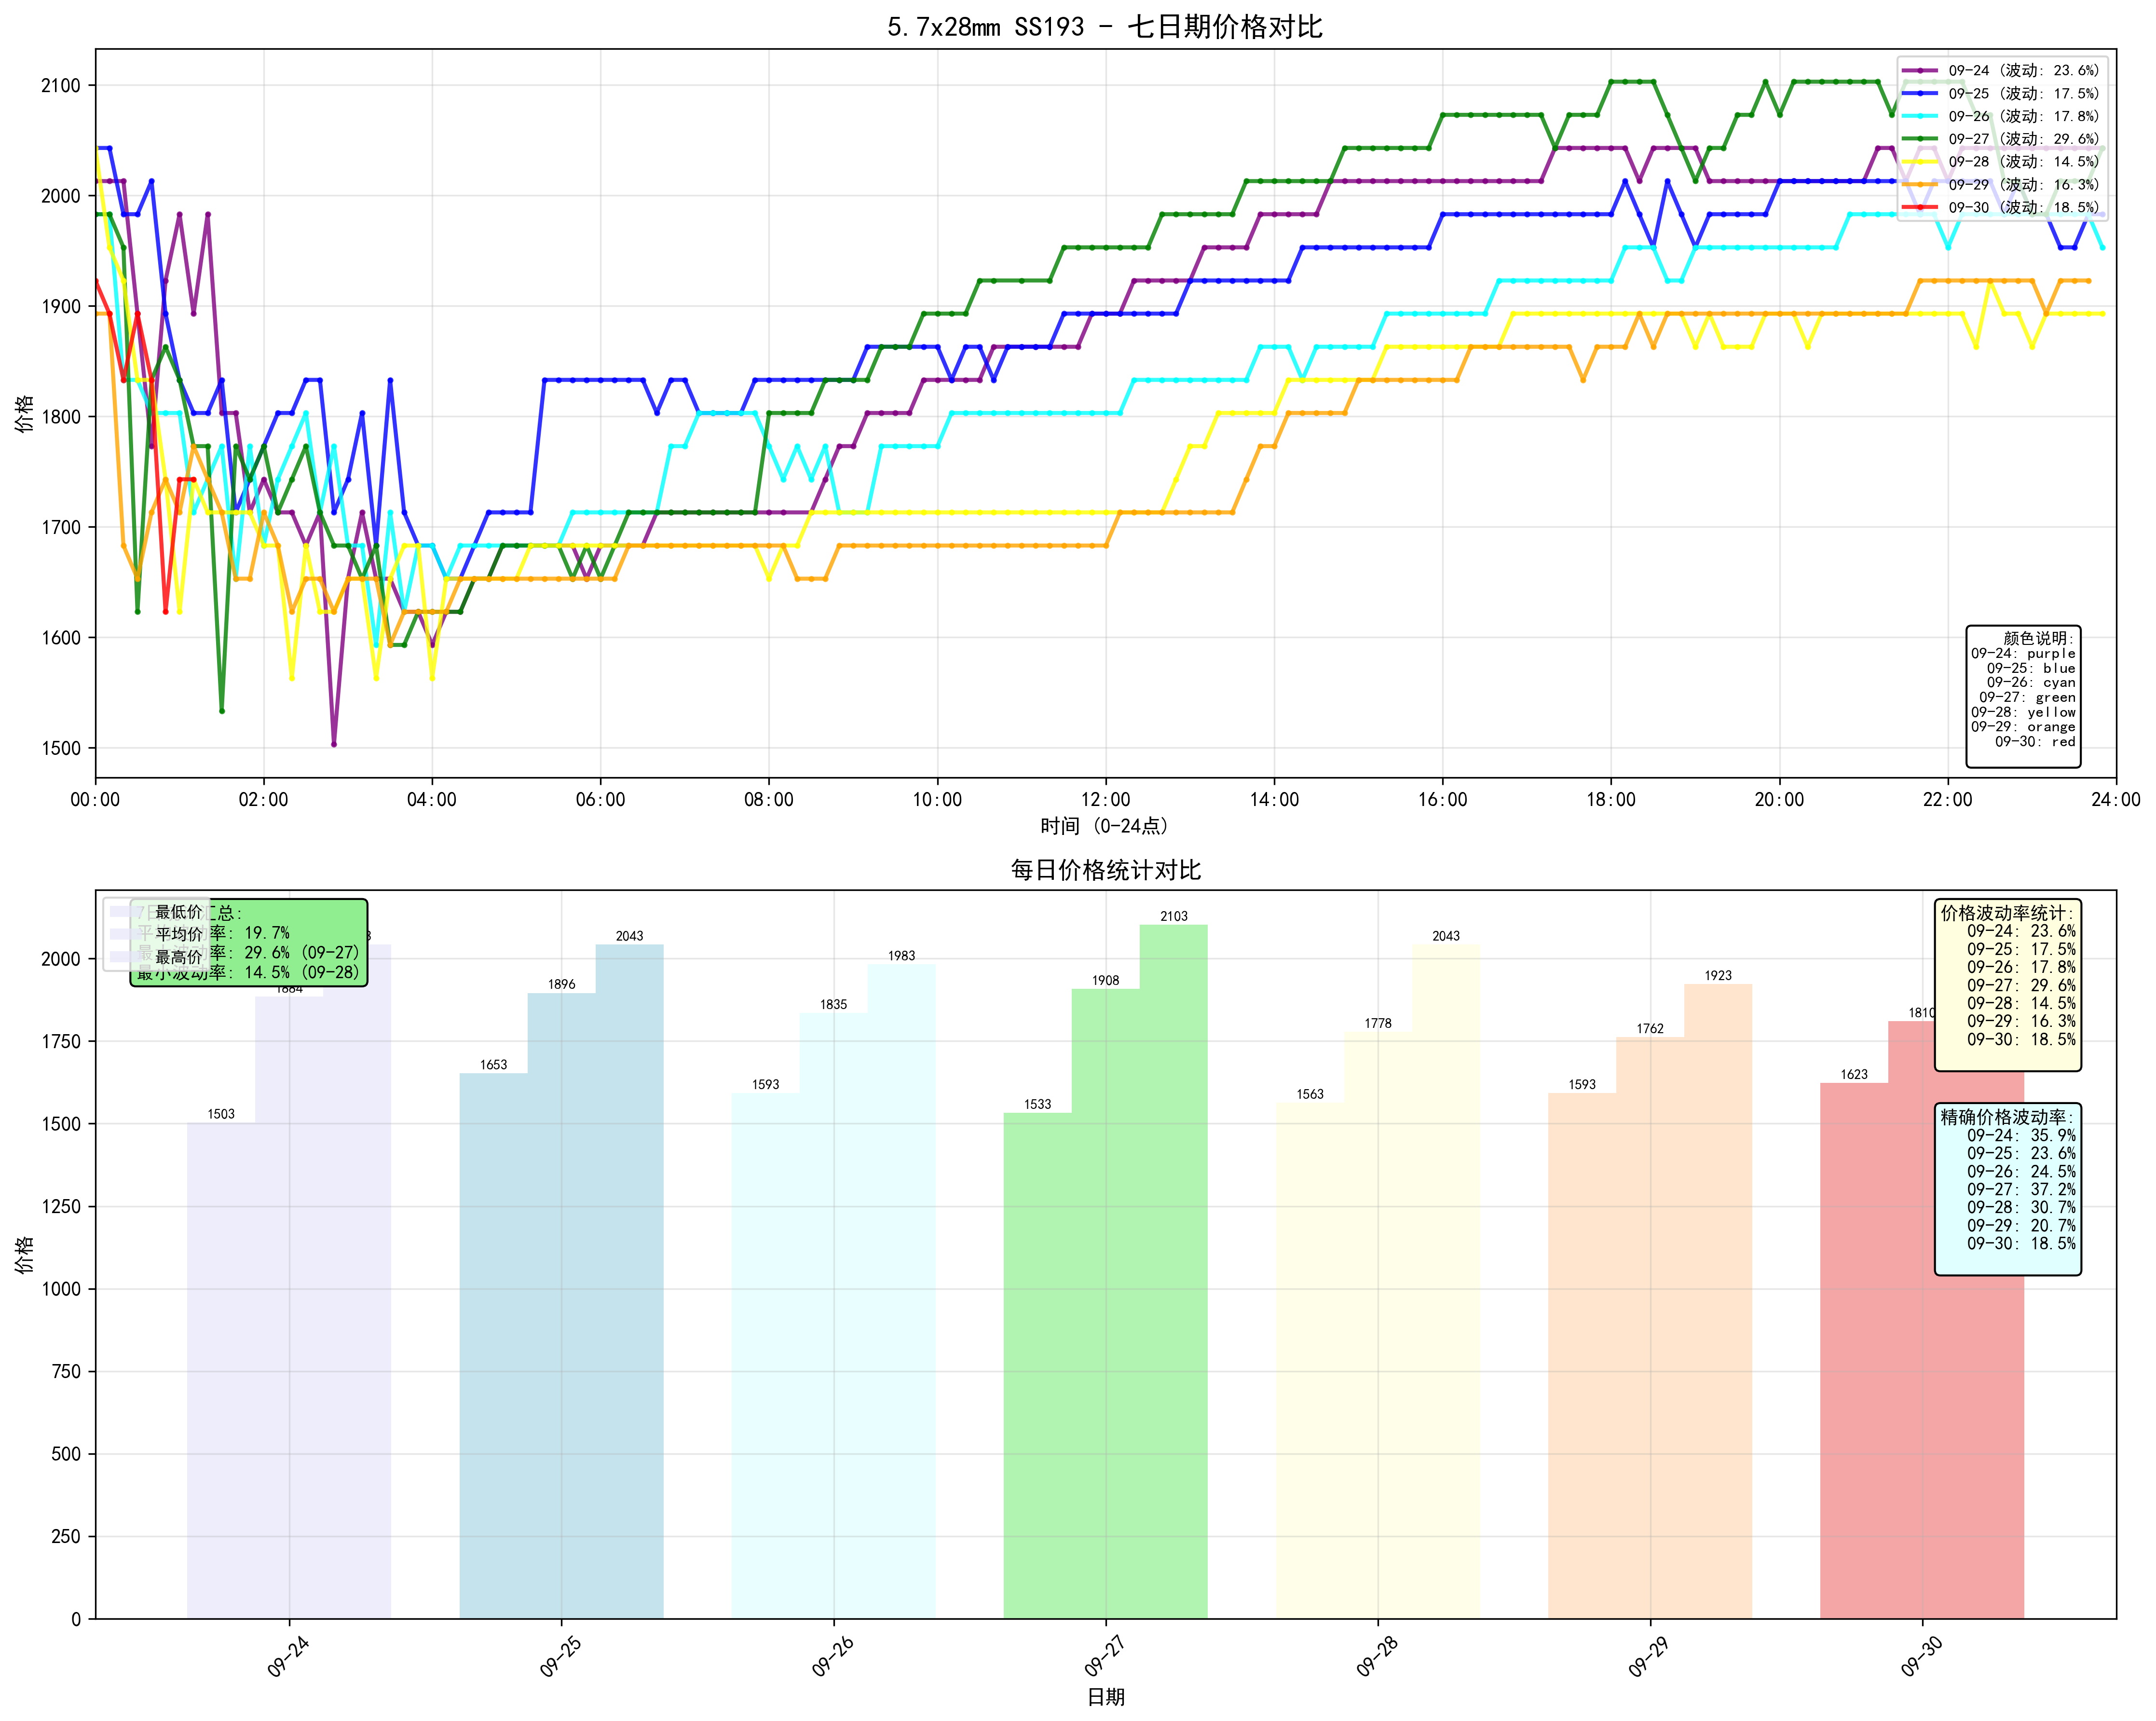 5.7x28mm SS193 - 七日期价格对比
价格
2100
2000
1900
1800
1700
1600
1500
09-24 (波动: 23.6%)
09-25 (波动: 17.5%)
09-26 (波动: 17.8%)
09-27 (波动: 29.6%)
09-28 (波动: 14.5%)
09-29 (波动: 16.3%)
09-30 (波动: 18.5%)
颜色说明:
09-24: purple
09-25: blue
09-26: cyan
09-27: green
09-28: yellow
09-29: orange
09-30: red
00:00 02:00 04:00 06:00 08:00 10:00 12:00 14:00 16:00 18:00 20:00 22:00 24:00
时间 (0-24点)
每日价格统计对比
价格
2000
1750
1500
1250
1000
750
500
250
0
最低价
平均价
最高价
汇总:
率: 19.7%
率: 29.6% (09-27)
最小波动率: 14.5% (09-28)
1503 1884
1653 1896 2043
1593 1835 1983
1533 1908 2103
1563 1778 2043
1593 1762 1923
1623 1810
价格波动率统计:
09-24: 23.6%
09-25: 17.5%
09-26: 17.8%
09-27: 29.6%
09-28: 14.5%
09-29: 16.3%
09-30: 18.5%
精确价格波动率:
09-24: 35.9%
09-25: 23.6%
09-26: 24.5%
09-27: 37.2%
09-28: 30.7%
09-29: 20.7%
09-30: 18.5%
09-24 09-25 09-26 09-27 09-28 09-29 09-30
日期